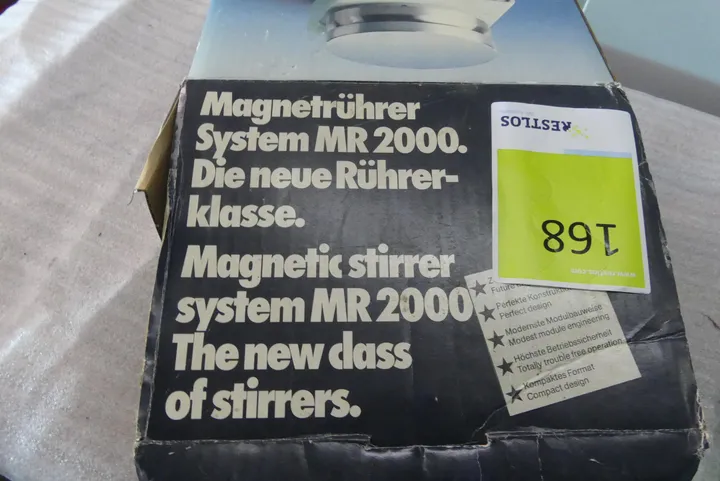 Magnetrührer
System MR 2000.
Die neue Rührer-
klasse.
Magnetic stirrer
system MR 2000
The new class
of stirrers.
RESTLOS
168
Future
Perfekte Konstruk
Perfect design
Modernste Modulbauweise
Modest module engineering
Höchste Betriebssicherheit
Totally trouble free operation
Kompaktes Format
Compact design